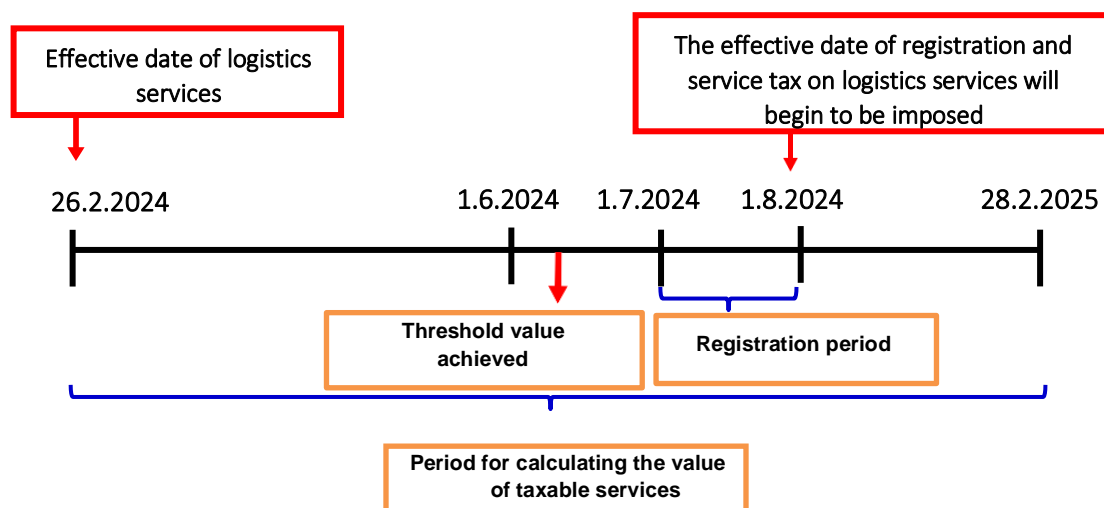 Effective date of logistics
services
The effective date of registration and
service tax on logistics services will
begin to be imposed
26.2.2024
1.6.2024
1.7.2024
1.8.2024
28.2.2025
Threshold value
achieved
Registration period
Period for calculating the value
of taxable services